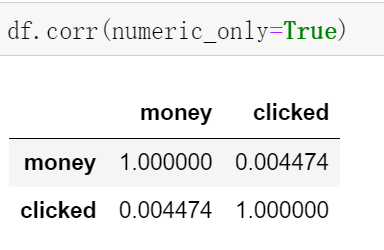 df.corr(numeric_only=True)
money clicked
money 1.000000 0.004474
clicked 0.004474 1.000000